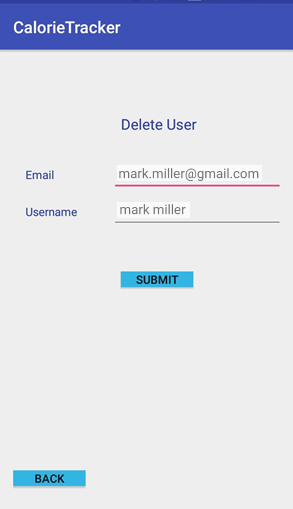 CalorieTracker
Delete User
Email mark.miller@gmail.com
Username mark miller
SUBMIT
BACK